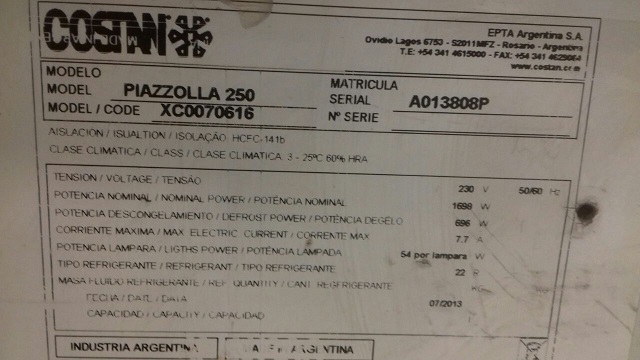 COSTAN
EPTA Argentina S.A.
Ovidio Lagos 6753 - S2011MFZ - Rosario - Argentina
T.E: +54 341 4615000 - FAX: +54 341 4629064
www.costan.com
MODELO
MODEL PIAZZOLLA 250
MODEL / CODE XC0070616
MATRICULA
SERIAL A013808P
Nº SERIE
AISLACION / ISUALTION / ISOLAÇÃO HCFC-141b
CLASE CLIMATICA / CLASS / CLASE CLIMATICA 3 - 25ºC 60% HRA
TENSION / VOLTAGE / TENSÃO 230 V 50/60 Hz
POTENCIA NOMINAL / NOMINAL POWER / POTÊNCIA NOMINAL 1698 W
POTENCIA DESCONGELAMIENTO / DEFROST POWER / POTÊNCIA DEGELO 696 W
CORRIENTE MAXIMA / MAX ELECTRIC CURRENT / CORRENTE MAX 7.7 A
POTENCIA LAMPARA / LIGTHS POWER / POTÊNCIA LAMPADA 54 por lampara W
TIPO REFRIGERANTE / REFRIGERANT / TIPO REFRIGERANTE 22 R
MASA FLUIDO REFRIGERANTE / REF QUANTITY / CANT REGFRIGERANTE
FECHA / DATE / DATA 07/2013
CAPACIDAD / CAPACITY / CAPACIDAD
INDUSTRIA ARGENTINA
ARGENTINA